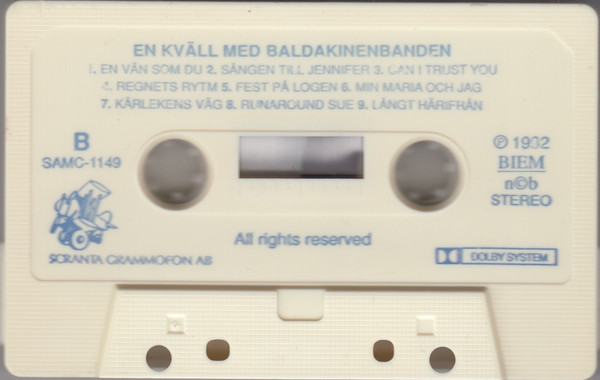 EN KVÄLL MED BALDAKINENBANDEN
1. EN VÄN SOM DU 2. SÅNGEN TILL JENNIFER 3. CAN I TRUST YOU
4. REGNETS RYTM 5. FEST PÅ LOGEN 6. MIN MARIA OCH JAG
7. KÄRLEKENS VÄG 8. RUNAROUND SUE 9. LÅNGT HÄRIFRÅN
B
SAMC-1149
℗ 1992
BIEM
n©b
STEREO
All rights reserved
SCRANTA GRAMMOFON AB
DOLBY SYSTEM